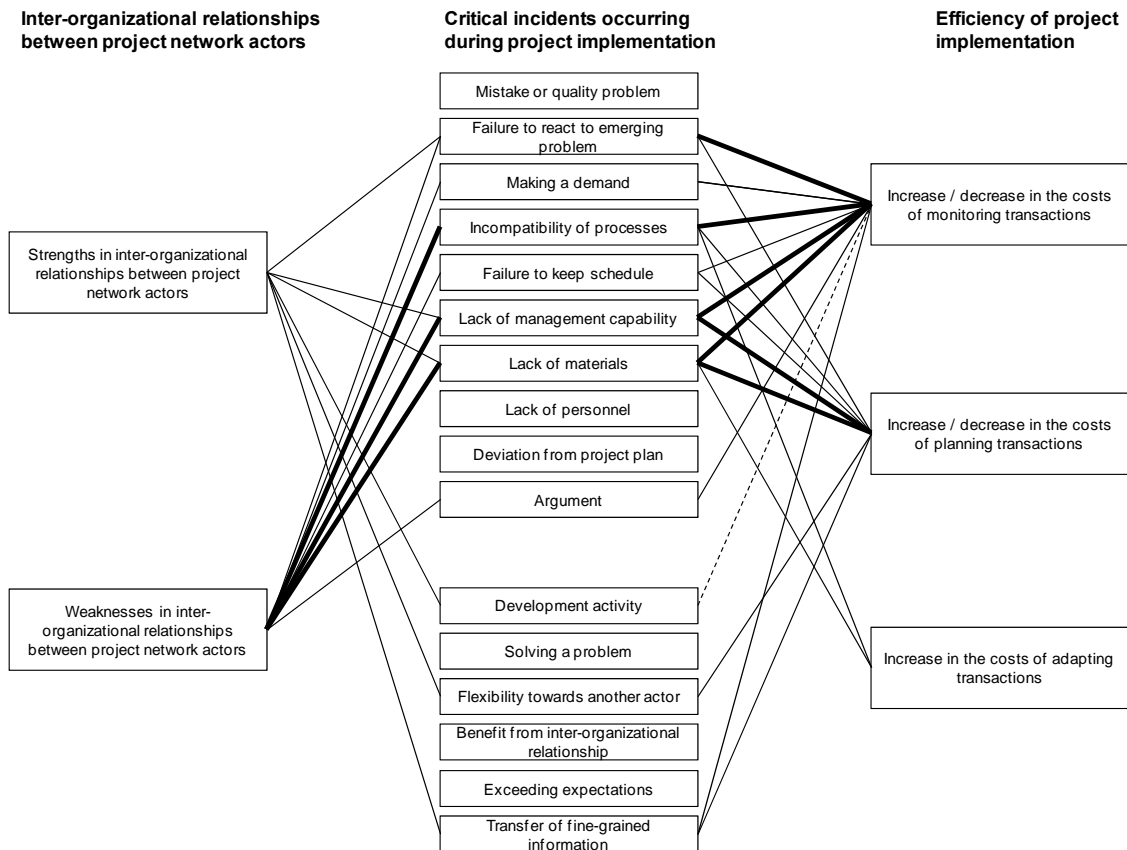 Inter-organizational relationships
between project network actors
Critical incidents occurring
during project implementation
Efficiency of project
implementation
Strengths in inter-organizational
relationships between project
network actors
Weaknesses in inter-
organizational relationships
between project network actors
Mistake or quality problem
Failure to react to emerging
problem
Making a demand
Incompatibility of processes
Failure to keep schedule
Lack of management capability
Lack of materials
Lack of personnel
Deviation from project plan
Argument
Development activity
Solving a problem
Flexibility towards another actor
Benefit from inter-organizational
relationship
Exceeding expectations
Transfer of fine-grained
information
Increase / decrease in the costs
of monitoring transactions
Increase / decrease in the costs
of planning transactions
Increase in the costs of adapting
transactions